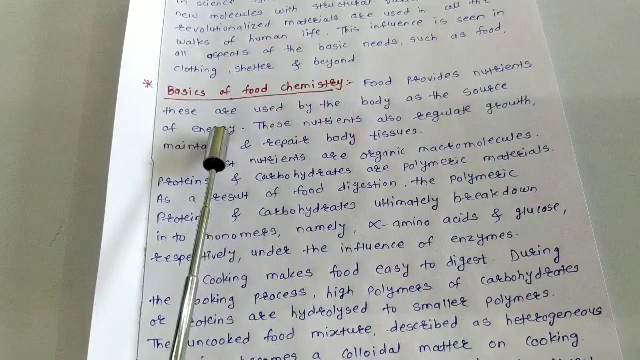 in science
new molecules with structural
revolutionalized materials are used in all the
walks of human life. This influence is seen in
all aspects of the basic needs, such as food,
clothing, shelter & beyond.
* Basics of food chemistry:- Food provides nutrients
these are used by the body as the source
of energy. These nutrients also regulate growth,
& repair body tissues.
nutrients are organic macromolecules.
Proteins & Carbohydrates are polymeric materials.
As a result of food digestion, the polymeric
Proteins & Carbohydrates ultimately breakdown
in to monomers, namely, α-amino acids & glucose,
respectively, under the influence of enzymes.
Cooking makes food easy to digest. During
the cooking process, high polymers of carbohydrates
or proteins are hydrolysed to smaller polymers.
The uncooked food mixture, described as heterogeneous
becomes a colloidal matter on cooking.